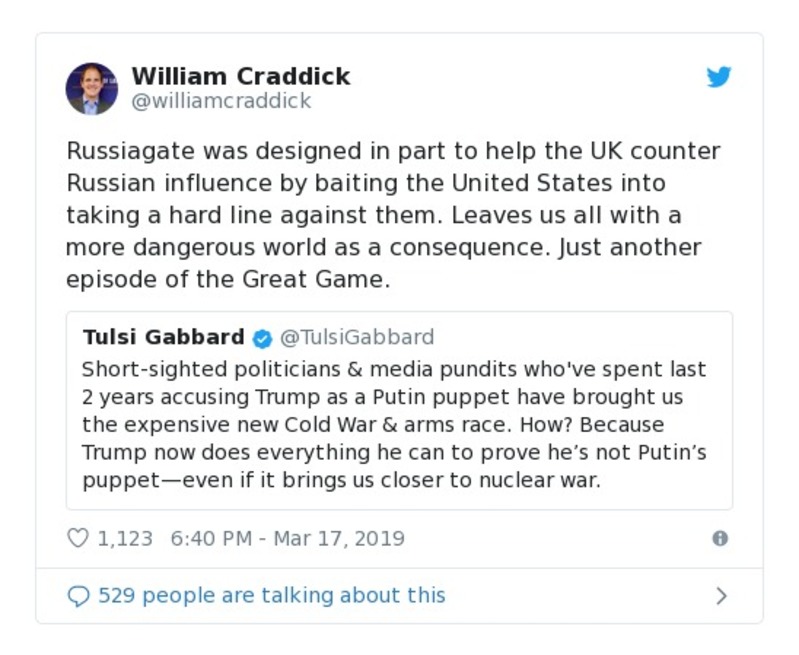 William Craddick
@williamcraddick
Russiagate was designed in part to help the UK counter
Russian influence by baiting the United States into
taking a hard line against them. Leaves us all with a
more dangerous world as a consequence. Just another
episode of the Great Game.
Tulsi Gabbard @TulsiGabbard
Short-sighted politicians & media pundits who've spent last
2 years accusing Trump as a Putin puppet have brought us
the expensive new Cold War & arms race. How? Because
Trump now does everything he can to prove he’s not Putin’s
puppet—even if it brings us closer to nuclear war.
1,123 6:40 PM - Mar 17, 2019
529 people are talking about this